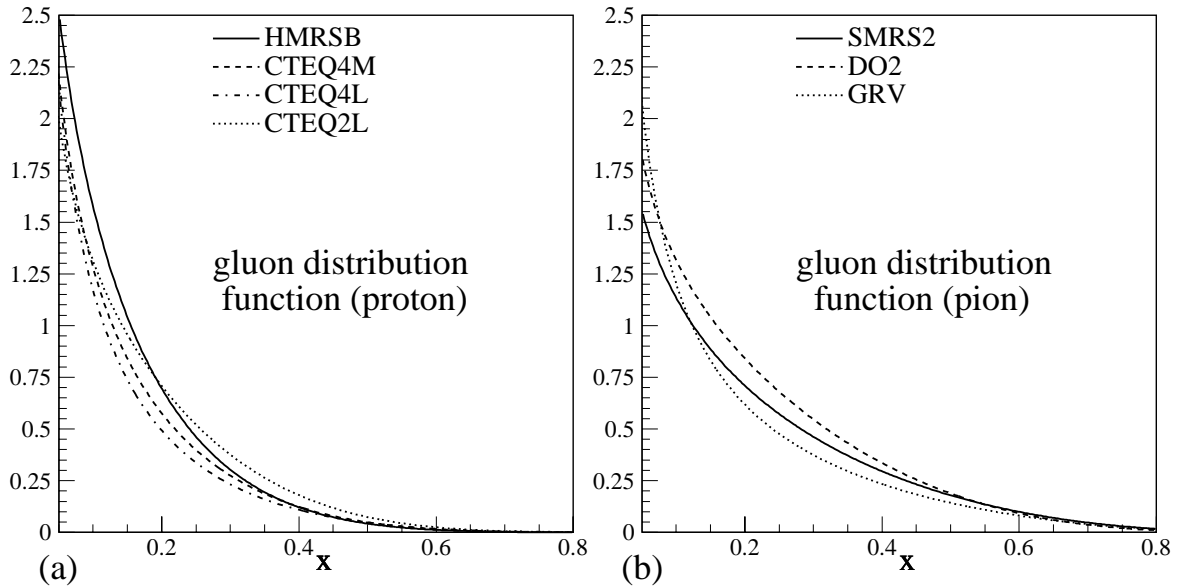 2.5
2.25
2
1.75
1.5
1.25
1
0.75
0.5
0.25
0
HMRSB
CTEQ4M
CTEQ4L
CTEQ2L
gluon distribution
function (proton)
0.2
0.4
0.6
0.8
x
(a)
2.5
2.25
2
1.75
1.5
1.25
1
0.75
0.5
0.25
0
SMRS2
DO2
GRV
gluon distribution
function (pion)
0.2
0.4
0.6
0.8
x
(b)